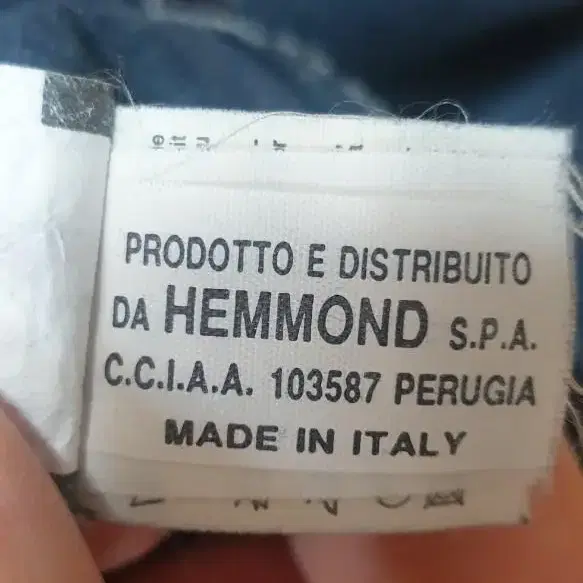 PRODOTTO E DISTRIBUITO
DA HEMMOND S.P.A.
C.C.I.A.A. 103587 PERUGIA
MADE IN ITALY